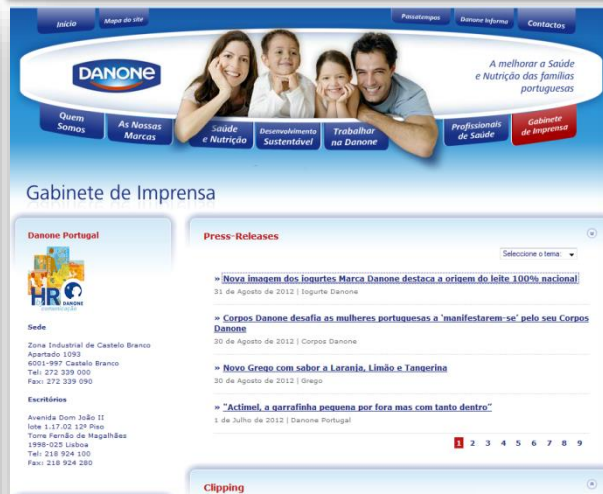 Início
Mapa do site
Passatempos
Danone Informa
Contactos
DANONE
A melhorar a Saúde
e Nutrição das famílias
portuguesas
Quem
Somos
As Nossas
Marcas
Saúde
e Nutrição
Desenvolvimento
Sustentável
Trabalhar
na Danone
Profissionais
de Saúde
Gabinete
de Imprensa
Gabinete de Imprensa
Danone Portugal
HR
DANONE
comunicação
Sede
Zona Industrial de Castelo Branco
Apartado 1093
6001-997 Castelo Branco
Tel: 272 339 000
Fax: 272 339 090
Escritórios
Avenida Dom João II
lote 1.17.02 12º Piso
Torre Fernão de Magalhães
1998-025 Lisboa
Tel: 218 924 100
Fax: 218 924 280
Press-Releases
Seleccione o tema:
» Nova imagem dos iogurtes Marca Danone destaca a origem do leite 100% nacional
31 de Agosto de 2012 | Iogurte Danone
» Corpos Danone desafia as mulheres portuguesas a 'manifestarem-se' pelo seu Corpos
Danone
30 de Agosto de 2012 | Corpos Danone
» Novo Grego com sabor a Laranja, Limão e Tangerina
30 de Agosto de 2012 | Grego
» "Actimel, a garrafinha pequena por fora mas com tanto dentro"
1 de Julho de 2012 | Danone Portugal
1 2 3 4 5 6 7 8 9
Clipping